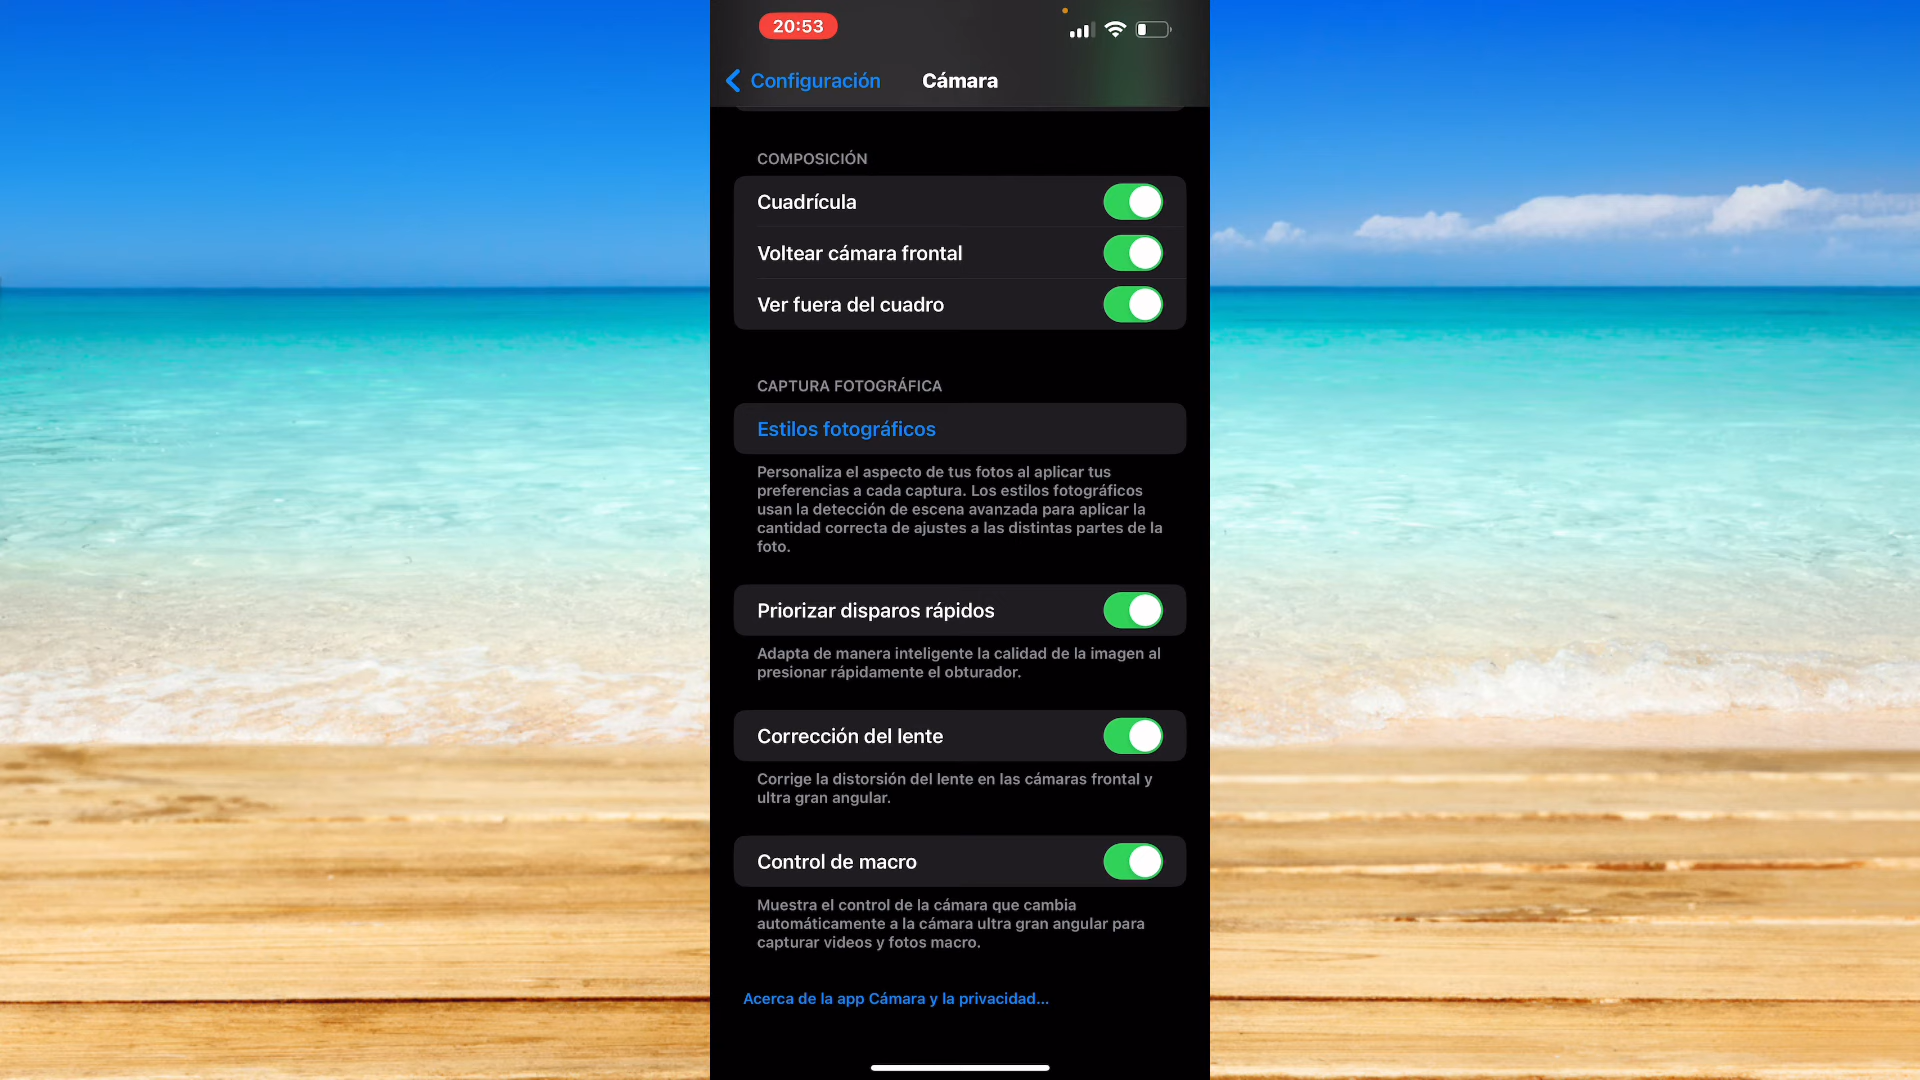 20:53
Configuración
Cámara
COMPOSICIÓN
Cuadrícula
Voltear cámara frontal
Ver fuera del cuadro
CAPTURA FOTOGRÁFICA
Estilos fotográficos
Personaliza el aspecto de tus fotos al aplicar tus
preferencias a cada captura. Los estilos fotográficos
usan la detección de escena avanzada para aplicar la
cantidad correcta de ajustes a las distintas partes de la
foto.
Priorizar disparos rápidos
Adapta de manera inteligente la calidad de la imagen al
presionar rápidamente el obturador.
Corrección del lente
Corrige la distorsión del lente en las cámaras frontal y
ultra gran angular.
Control de macro
Muestra el control de la cámara que cambia
automáticamente a la cámara ultra gran angular para
capturar videos y fotos macro.
Acerca de la app Cámara y la privacidad...